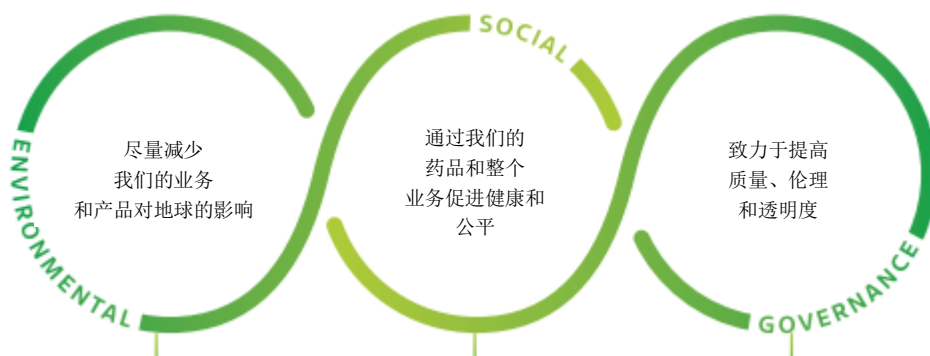 ENVIRONMENTAL
尽量减少
我们的业务
和产品对地球的影响
SOCIAL
通过我们的
药品和整个
业务促进健康和
公平
GOVERNANCE
致力于提高
质量、伦理
和透明度